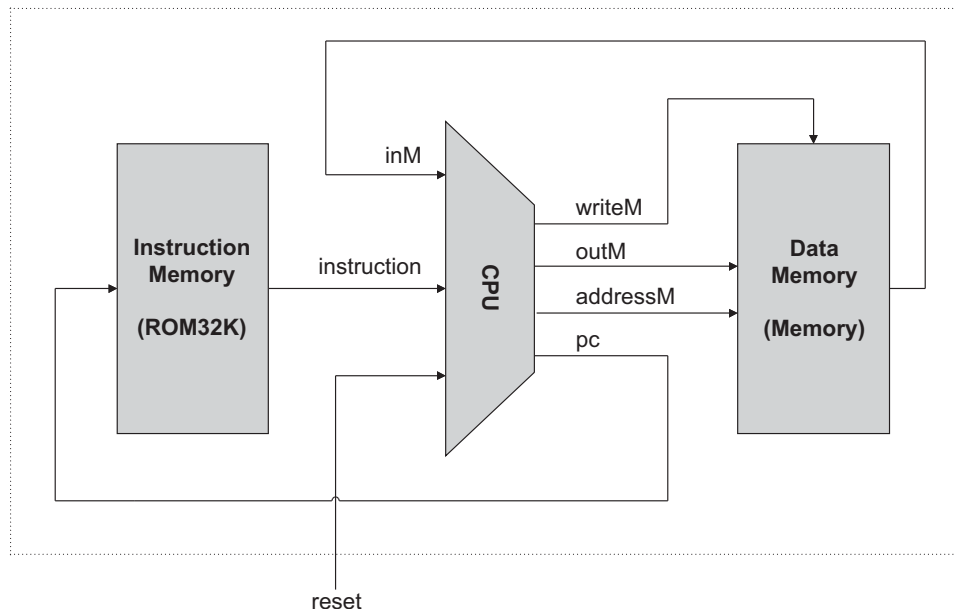 inM
writeM
Instruction
Memory
(ROM32K)
instruction
CPU
outM
addressM
pc
Data
Memory
(Memory)
reset